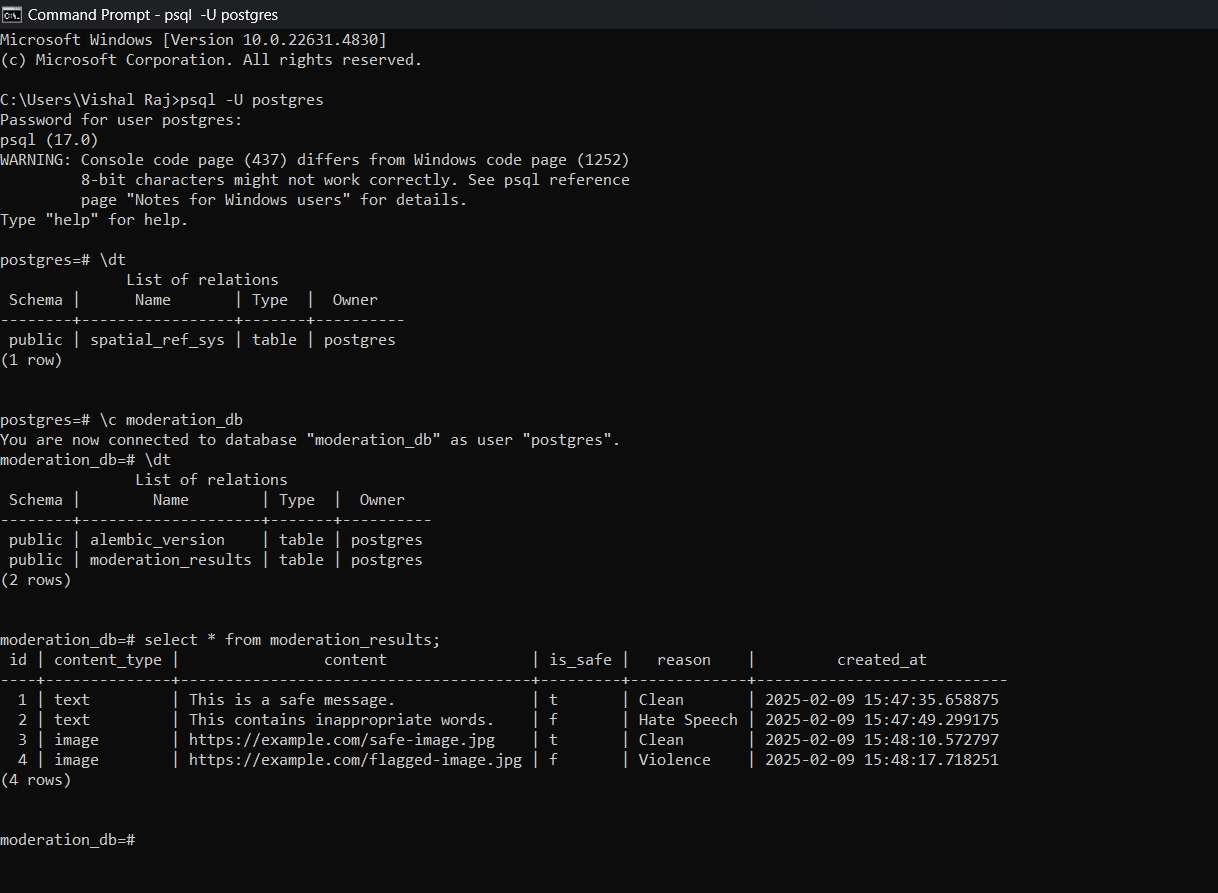 Command Prompt - psql  -U postgres
Microsoft Windows [Version 10.0.22631.4830]
(c) Microsoft Corporation. All rights reserved.

C:\Users\Vishal Raj>psql -U postgres
Password for user postgres:
psql (17.0)
WARNING: Console code page (437) differs from Windows code page (1252)
         8-bit characters might not work correctly. See psql reference
         page "Notes for Windows users" for details.
Type "help" for help.

postgres=# \dt
              List of relations
 Schema |      Name       | Type  |  Owner
--------+-----------------+-------+----------
 public | spatial_ref_sys | table | postgres
(1 row)


postgres=# \c moderation_db
You are now connected to database "moderation_db" as user "postgres".
moderation_db=# \dt
               List of relations
 Schema |        Name        | Type  |  Owner
--------+--------------------+-------+----------
 public | alembic_version    | table | postgres
 public | moderation_results | table | postgres
(2 rows)


moderation_db=# select * from moderation_results;
 id | content_type |                content                | is_safe |   reason    |         created_at
----+--------------+---------------------------------------+---------+-------------+----------------------------
  1 | text         | This is a safe message.               | t       | Clean       | 2025-02-09 15:47:35.658875
  2 | text         | This contains inappropriate words.    | f       | Hate Speech | 2025-02-09 15:47:49.299175
  3 | image        | https://example.com/safe-image.jpg    | t       | Clean       | 2025-02-09 15:48:10.572797
  4 | image        | https://example.com/flagged-image.jpg | f       | Violence    | 2025-02-09 15:48:17.718251
(4 rows)


moderation_db=#